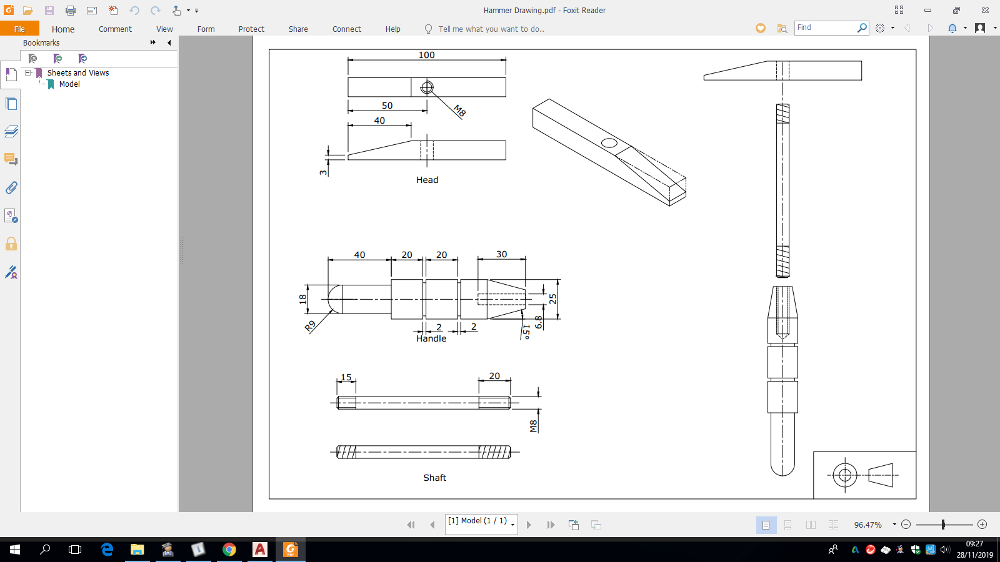 Hammer Drawing.pdf - Foxit Reader
File Home Comment View Form Protect Share Connect Help Tell me what you want to do.. Find
Bookmarks
Sheets and Views
Model
100
50
M8
40
3
Head
40 20 20 30
18
R9
2 2
15°
6.8
25
Handle
15 20
M8
Shaft
[1] Model (1 / 1)
96.47%
09:27
28/11/2019